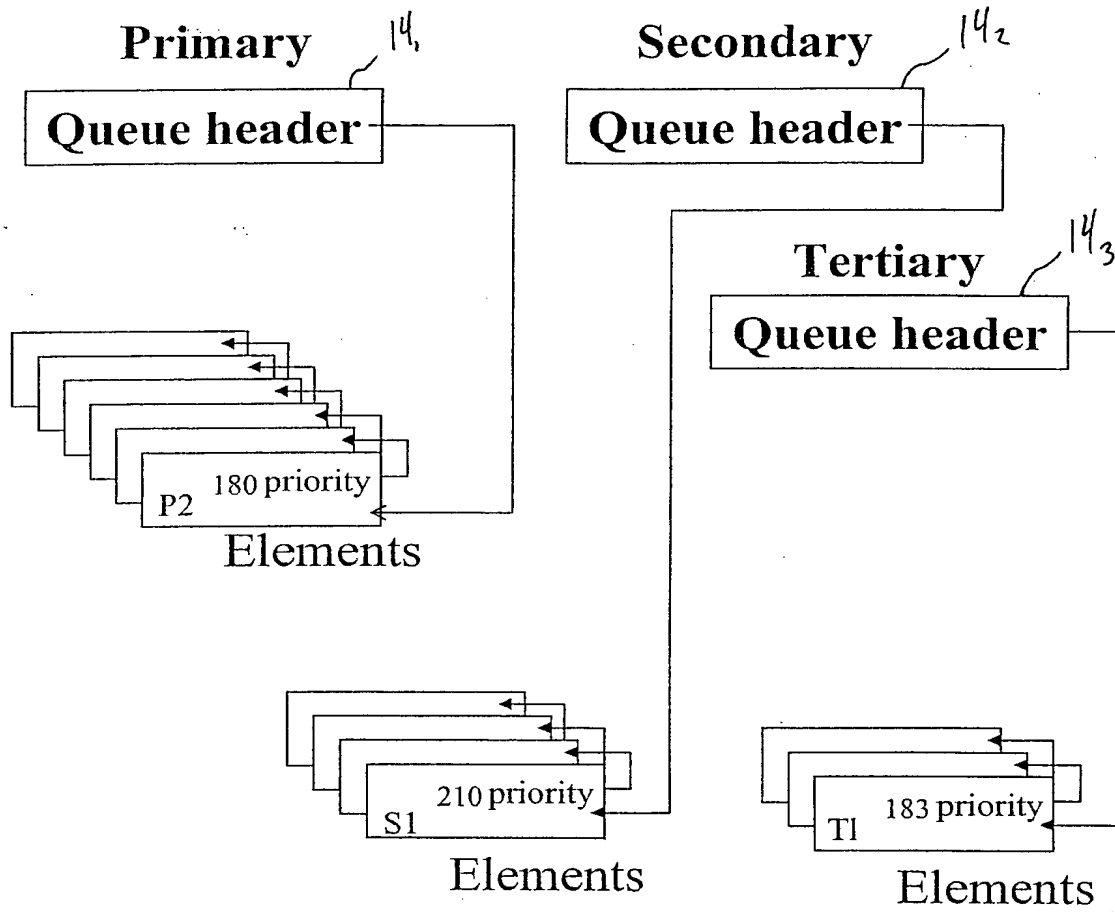 Primary
14₁
Queue header
Secondary
14₂
Queue header
Tertiary
14₃
Queue header
180 priority
P2
Elements
210 priority
S1
Elements
183 priority
T1
Elements